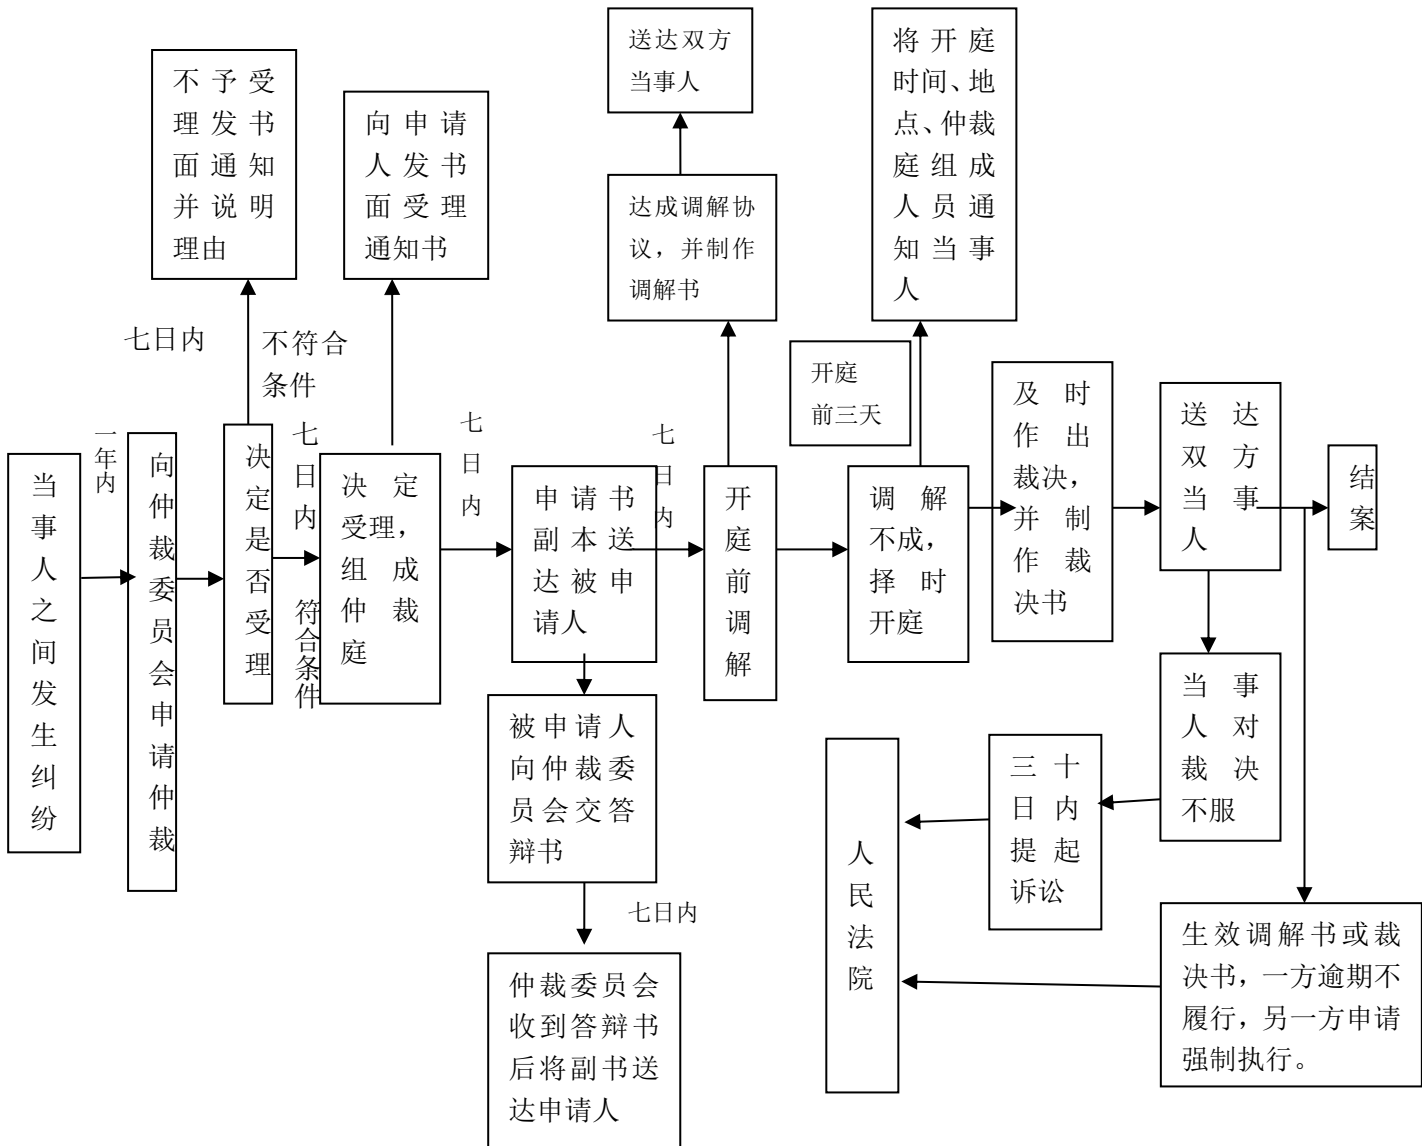 当
事
人
之
间
发
生
纠
纷
一
年
内
向
仲
裁
委
员
会
申
请
仲
裁
决
定
是
否
受
理
七日内
不符合
条件
不予受
理发书
面通知
并说明
理由
七
日
内
符
合
条
件
决定
受理，
组成
仲裁
庭
向申请
人发书
面受理
通知书
七
日
内
申请书
副本送
达被申
请人
被申请人
向仲裁委
员会交答
辩书
七日内
仲裁委员会
收到答辩书
后将副书送
达申请人
七
日
内
开
庭
前
调
解
达成调解协
议，并制作
调解书
送达双方
当事人
调解
不成，
择时
开庭
开庭
前三天
将开庭
时间、地
点、仲裁
庭组成
人员通
知当事
人
及时
作出
裁决，
并制
作裁
决书
送达
双方
当事
人
结
案
当事
人对
裁决
不服
三十
日内
提起
诉讼
人
民
法
院
生效调解书或裁
决书，一方逾期不
履行，另一方申请
强制执行。